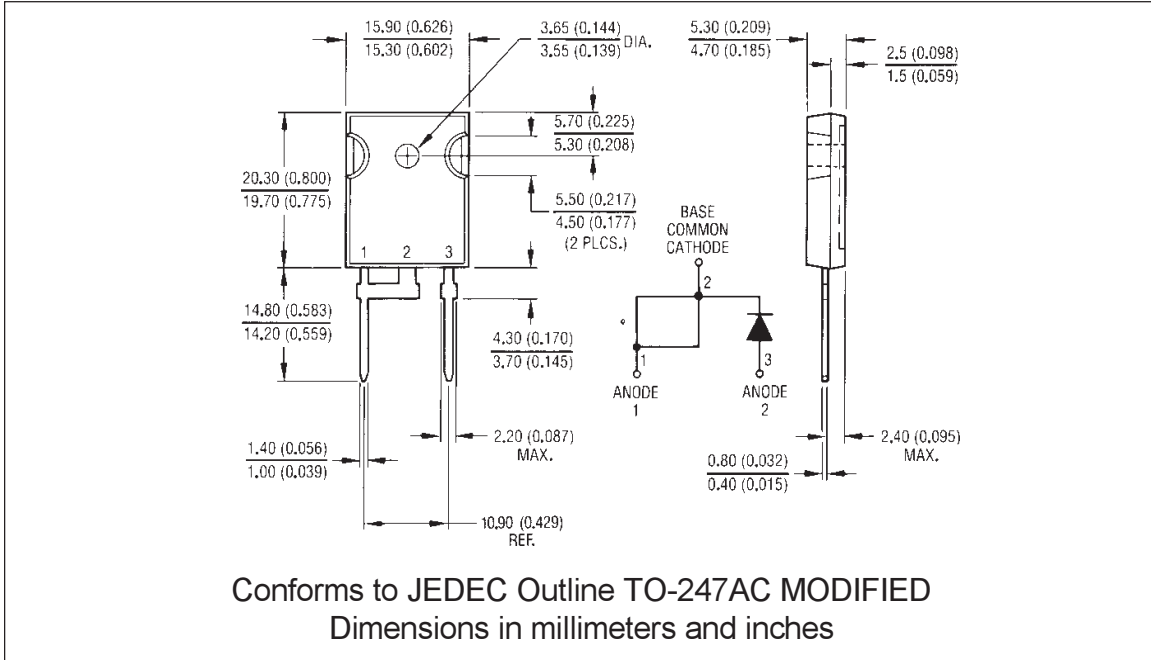 15.90 (0.626)
15.30 (0.602)
3.65 (0.144)
3.55 (0.139)
DIA.
5.30 (0.209)
4.70 (0.185)
2.5 (0.098)
1.5 (0.059)
5.70 (0.225)
5.30 (0.208)
20.30 (0.800)
19.70 (0.775)
5.50 (0.217)
4.50 (0.177)
(2 PLCS.)
1 2 3
BASE
COMMON
CATHODE
2
14.80 (0.583)
14.20 (0.559)
4.30 (0.170)
3.70 (0.145)
1
3
ANODE
1
ANODE
2
1.40 (0.056)
1.00 (0.039)
2.20 (0.087)
MAX.
0.80 (0.032)
0.40 (0.015)
2.40 (0.095)
MAX.
10.90 (0.429)
REF.
Conforms to JEDEC Outline TO-247AC MODIFIED
Dimensions in millimeters and inches